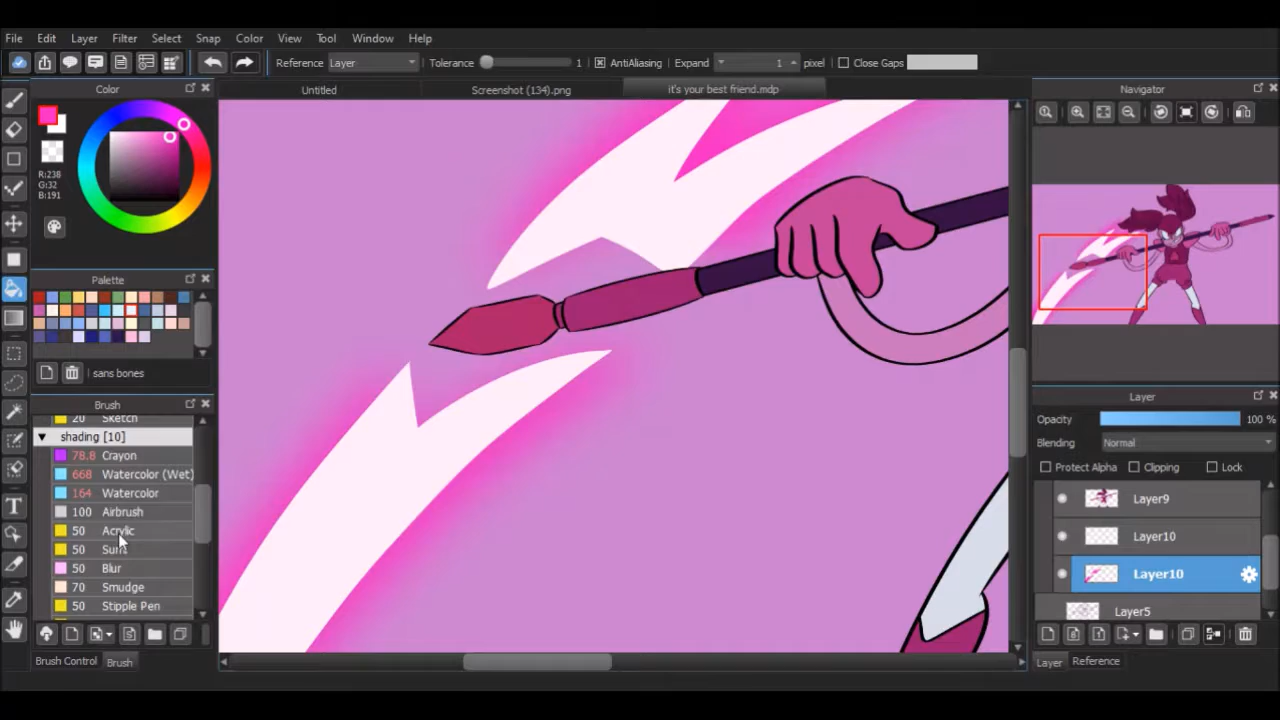 File Edit Layer Filter Select Snap Color View Tool Window Help
Reference Layer Tolerance 1 AntiAliasing Expand 1 pixel Close Gaps
Color
Untitled Screenshot (134).png it's your best friend.mdp
Navigator
R:238
G:32
B:191
Palette
sans bones
Brush
20 Sketch
shading [10]
78.8 Crayon
668 Watercolor (Wet)
164 Watercolor
100 Airbrush
50 Acrylic
50 Sumi
50 Blur
70 Smudge
50 Stipple Pen
Brush Control Brush
Layer
Opacity 100 %
Blending Normal
Protect Alpha Clipping Lock
Layer9
Layer10
Layer10
Layer5
Layer Reference